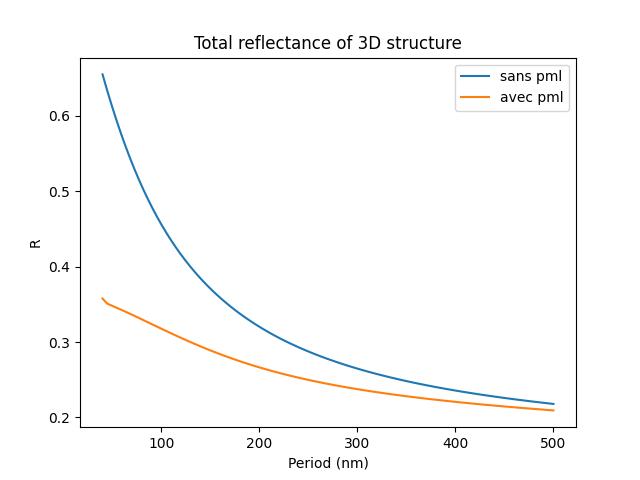 Total reflectance of 3D structure
sans pml
avec pml
0.6
0.5
0.4
0.3
0.2
R
100
200
300
400
500
Period (nm)